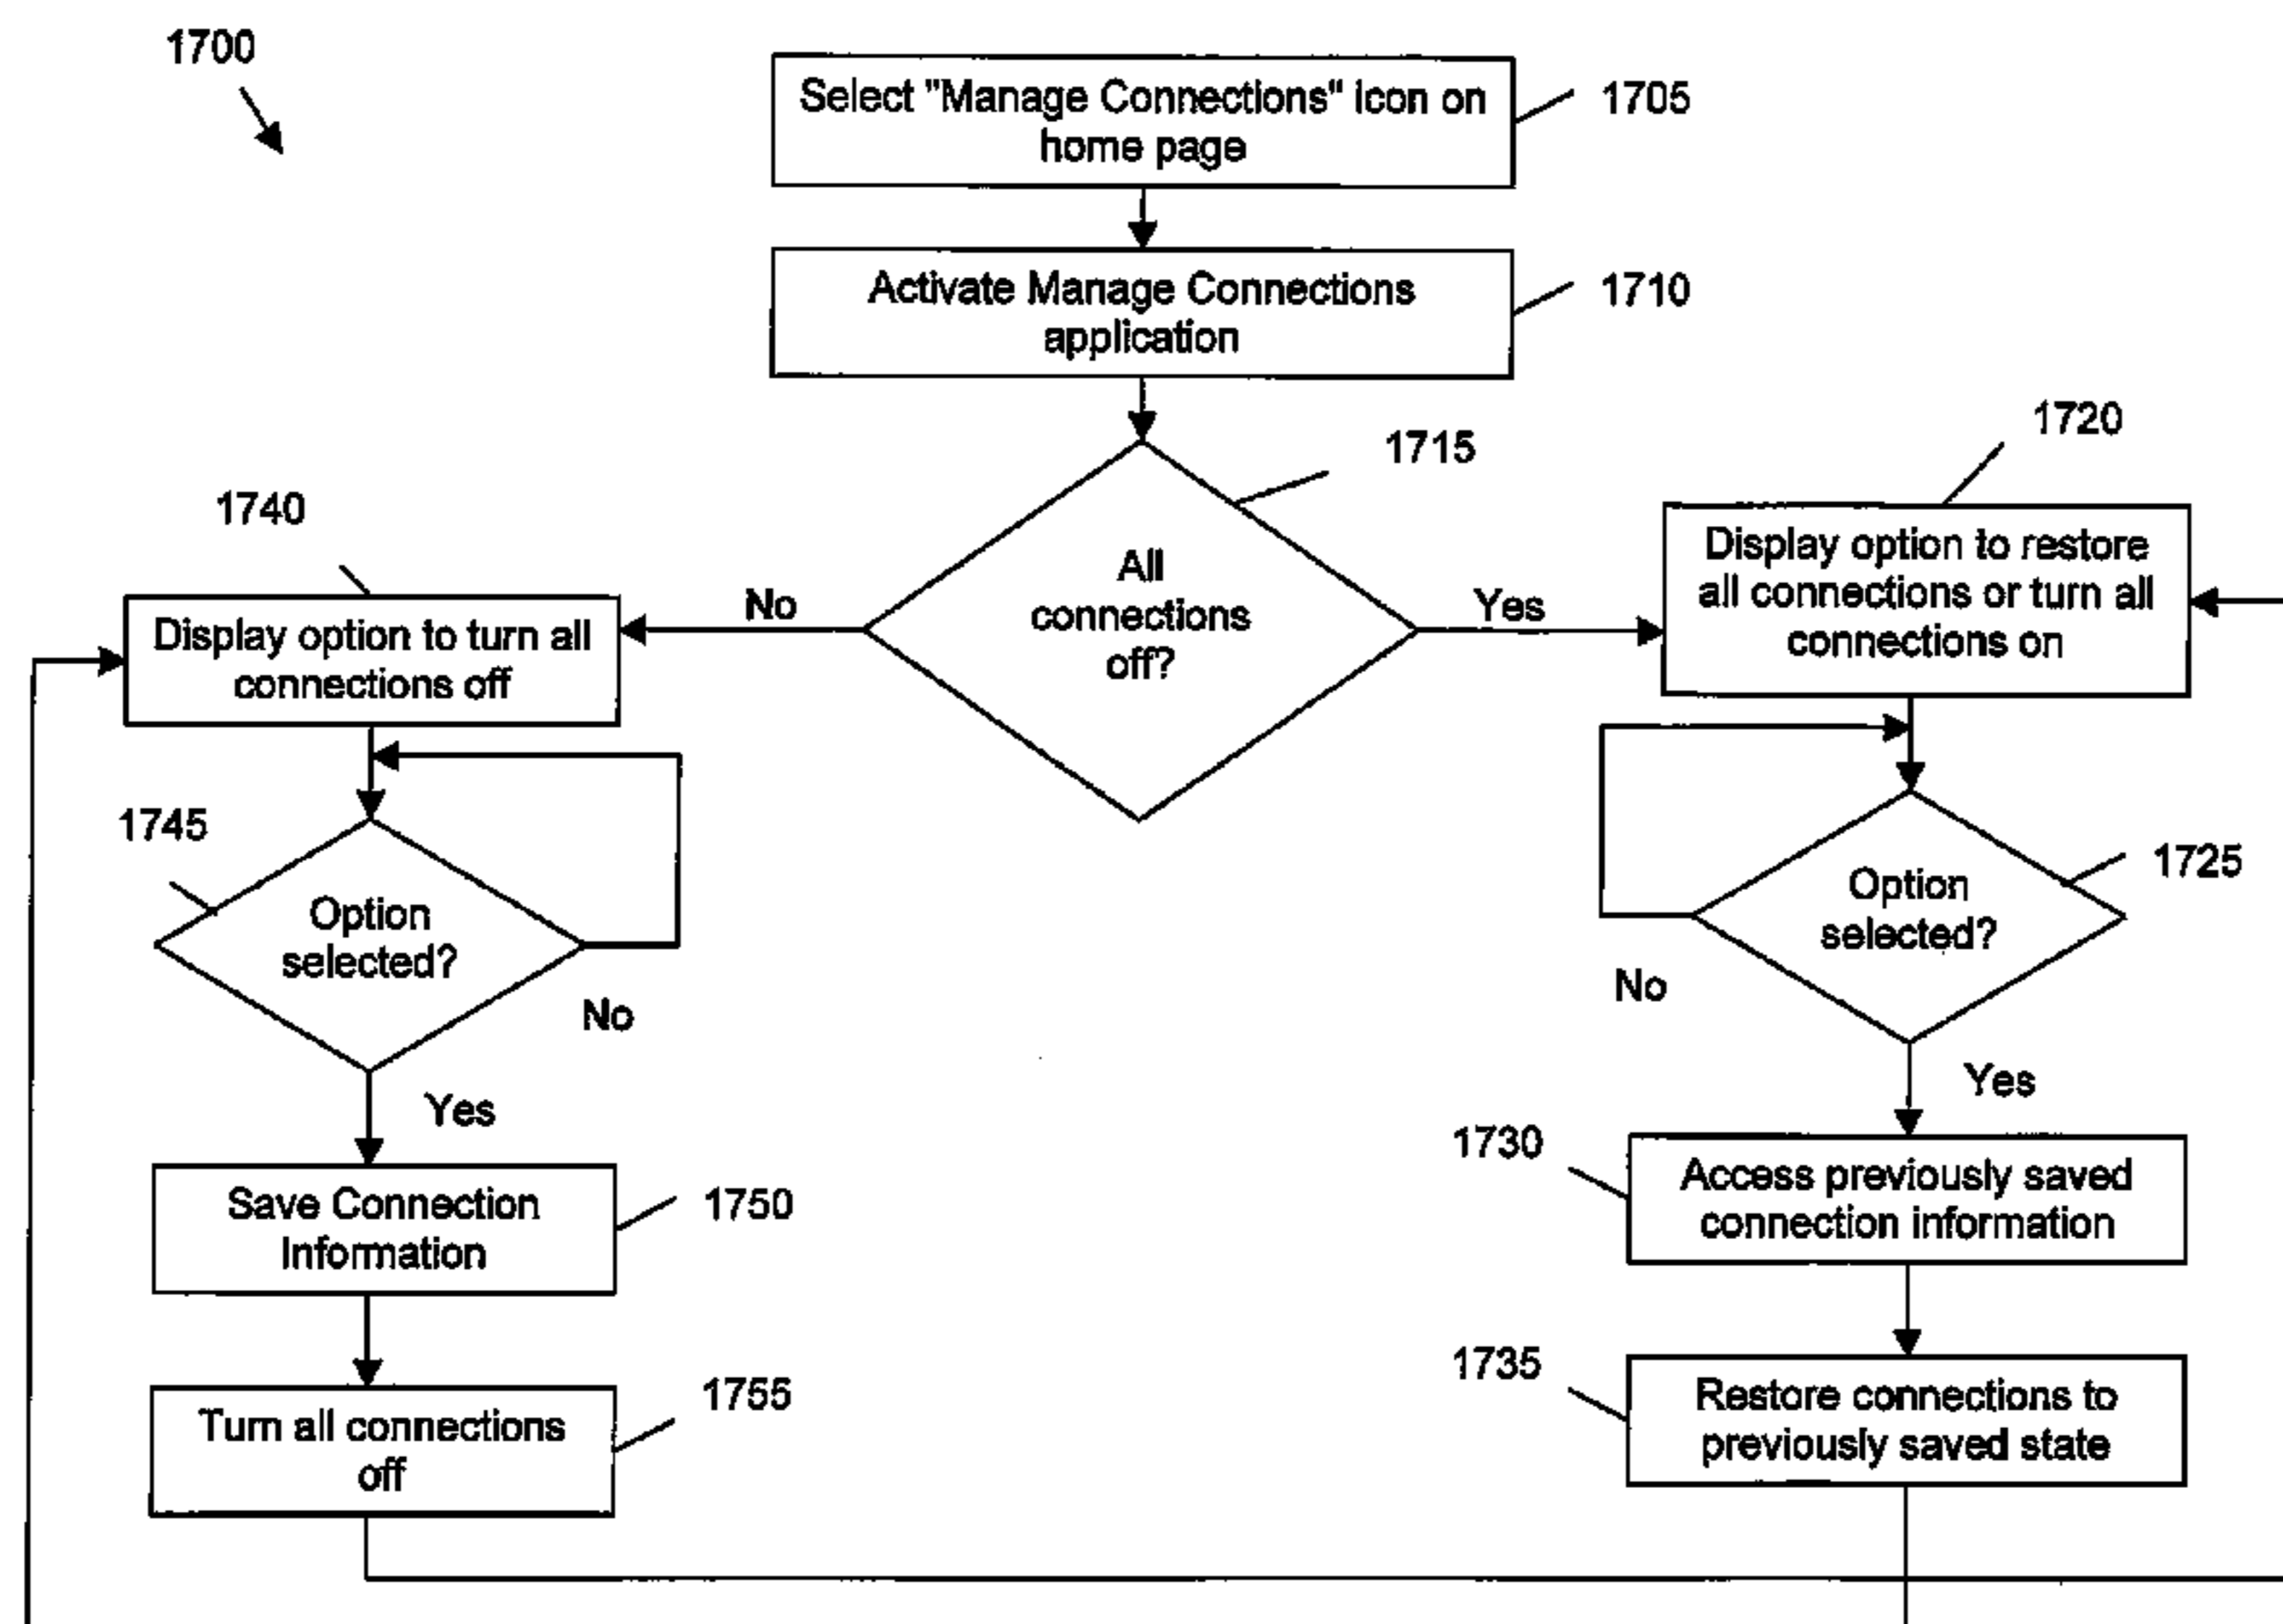 1700
Select "Manage Connections" icon on
home page
1705
Activate Manage Connections
application
1710
1715
All
connections
off?
No
Yes
1740
Display option to turn all
connections off
1745
Option
selected?
No
Yes
Save Connection
Information
1750
Turn all connections
off
1755
1720
Display option to restore
all connections or turn all
connections on
1725
Option
selected?
No
Yes
1730
Access previously saved
connection information
1735
Restore connections to
previously saved state